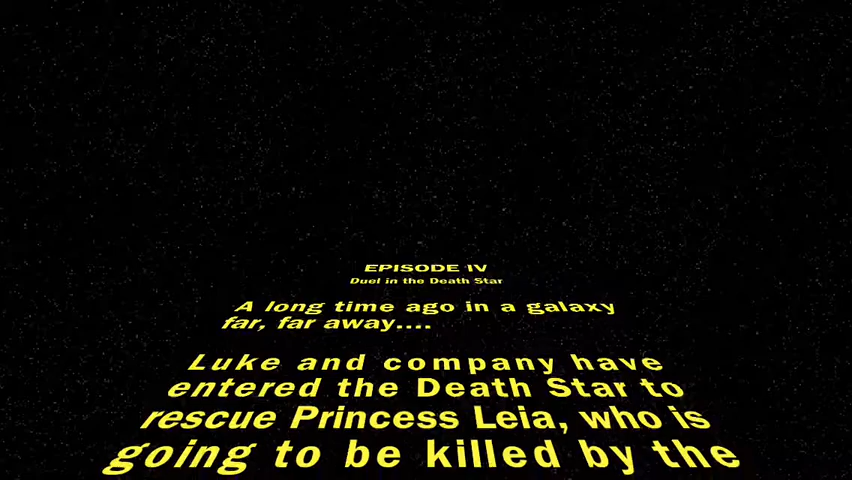 EPISODE IV
Duel in the Death Star
A long time ago in a galaxy
far, far away....
Luke and company have
entered the Death Star to
rescue Princess Leia, who is
going to be killed by the